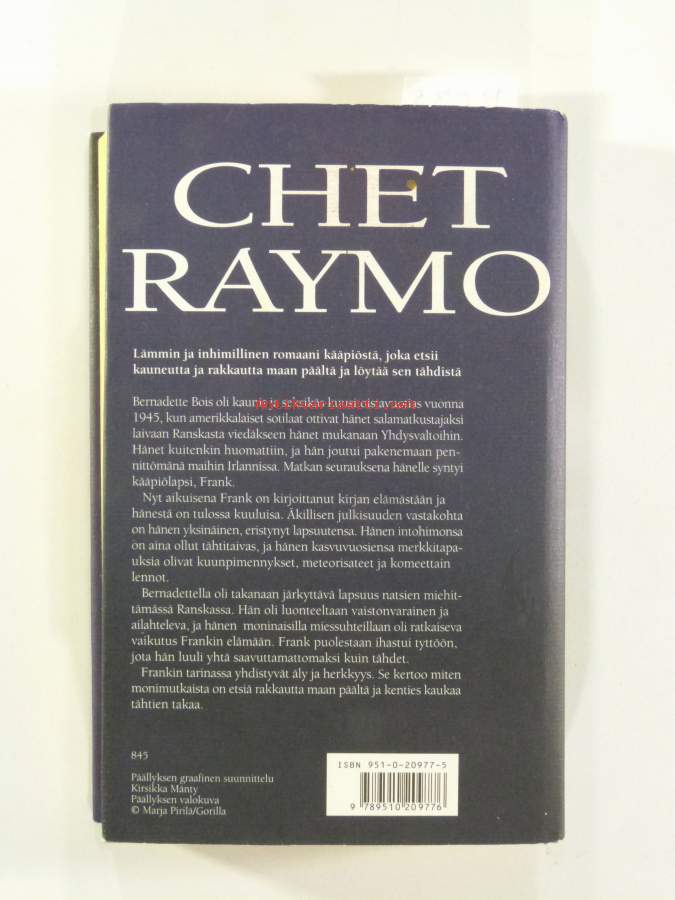 CHET
RAYMO
Lämmin ja inhimillinen romaani kääpiöstä, joka etsii
kauneutta ja rakkautta maan päältä ja löytää sen tähdistä
Bernadette Bois oli kaunis ja seksikäs kuusitoistavuotias vuonna
1945, kun amerikkalaiset sotilaat ottivat hänet salamatkustajaksi
laivaan Ranskasta viedäkseen hänet mukanaan Yhdysvaltoihin.
Hänet kuitenkin huomattiin, ja hän joutui pakenemaan pen-
nittömänä maihin Irlannissa. Matkan seurauksena hänelle syntyi
kääpiölapsi, Frank.
Nyt aikuisena Frank on kirjoittanut kirjan elämästään ja
hänestä on tulossa kuuluisa. Äkillisen julkisuuden vastakohta
on hänen yksinäinen, eristynyt lapsuutensa. Hänen intohimonsa
on aina ollut tähtitaivas, ja hänen kasvuvuosiensa merkkitapa-
uksia olivat kuunpimennykset, meteorisateet ja komeettain
lennot.
Bernadettella oli takanaan järkyttävä lapsuus natsien miehit-
tämässä Ranskassa. Hän oli luonteeltaan vaistonvarainen ja
ailahteleva, ja hänen moninaisilla miessuhteillaan oli ratkaiseva
vaikutus Frankin elämään. Frank puolestaan ihastui tyttöön,
jota hän luuli yhtä saavuttamattomaksi kuin tähdet.
Frankin tarinassa yhdistyvät äly ja herkkyys. Se kertoo miten
monimutkaista on etsiä rakkautta maan päältä ja kenties kaukaa
tähtien takaa.
845
Päällyksen graafinen suunnittelu
Kirsikka Mänty
Päällyksen valokuva
© Marja Pirilä/Gorilla
ISBN 951-0-20977-5
9 789510 209776